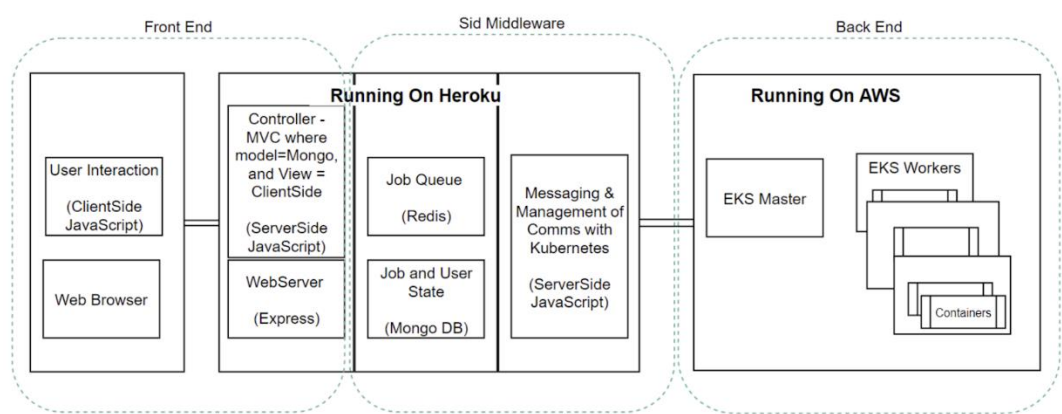 Front End
Sid Middleware
Back End
Running On Heroku
Running On AWS
User Interaction
(ClientSide
JavaScript)
Web Browser
Controller -
MVC where
model=Mongo,
and View =
ClientSide
(ServerSide
JavaScript)
WebServer
(Express)
Job Queue
(Redis)
Job and User
State
(Mongo DB)
Messaging &
Management of
Comms with
Kubernetes
(ServerSide
JavaScript)
EKS Master
EKS Workers
Containers